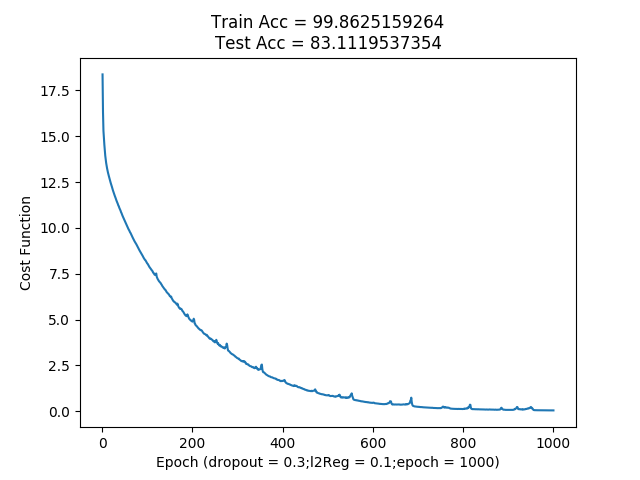 Train Acc = 99.8625159264
Test Acc = 83.1119537354
17.5
15.0
12.5
10.0
7.5
5.0
2.5
0.0
Cost Function
0 200 400 600 800 1000
Epoch (dropout = 0.3;l2Reg = 0.1;epoch = 1000)